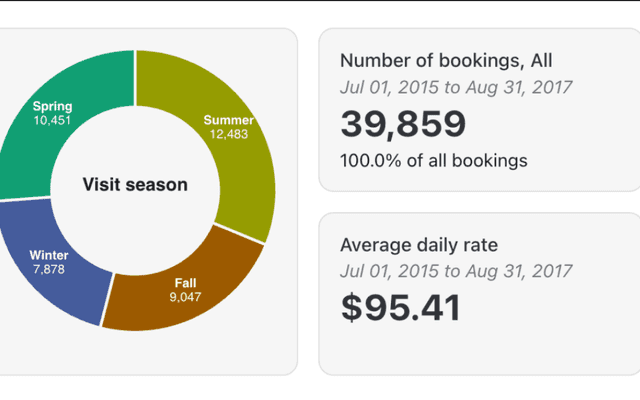 Spring
10,451
Summer
12,483
Visit season
Winter
7,878
Fall
9,047
Number of bookings, All
Jul 01, 2015 to Aug 31, 2017
39,859
100.0% of all bookings
Average daily rate
Jul 01, 2015 to Aug 31, 2017
$95.41